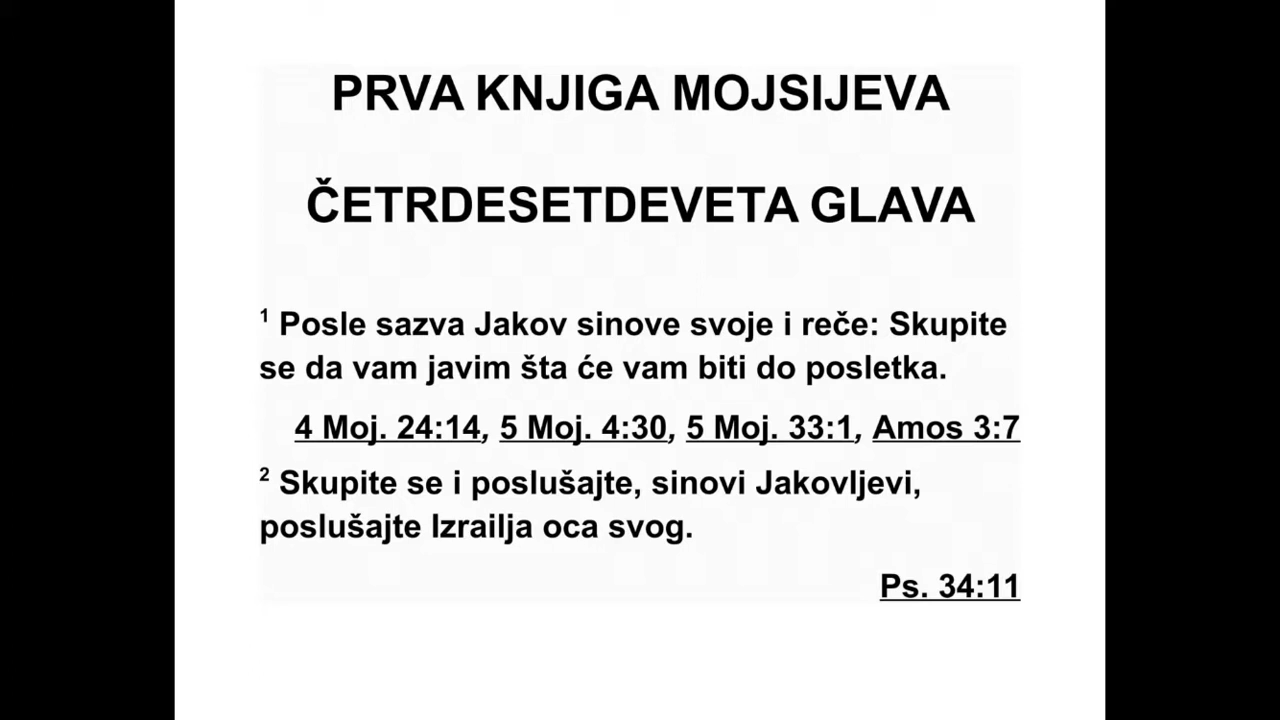 PRVA KNJIGA MOJSIJEVA
ČETRDESETDEVETA GLAVA
1 Posle sazva Jakov sinove svoje i reče: Skupite
se da vam javim šta će vam biti do posletka.
4 Moj. 24:14, 5 Moj. 4:30, 5 Moj. 33:1, Amos 3:7
2 Skupite se i poslušajte, sinovi Jakovljevi,
poslušajte Izrailja oca svog.
Ps. 34:11